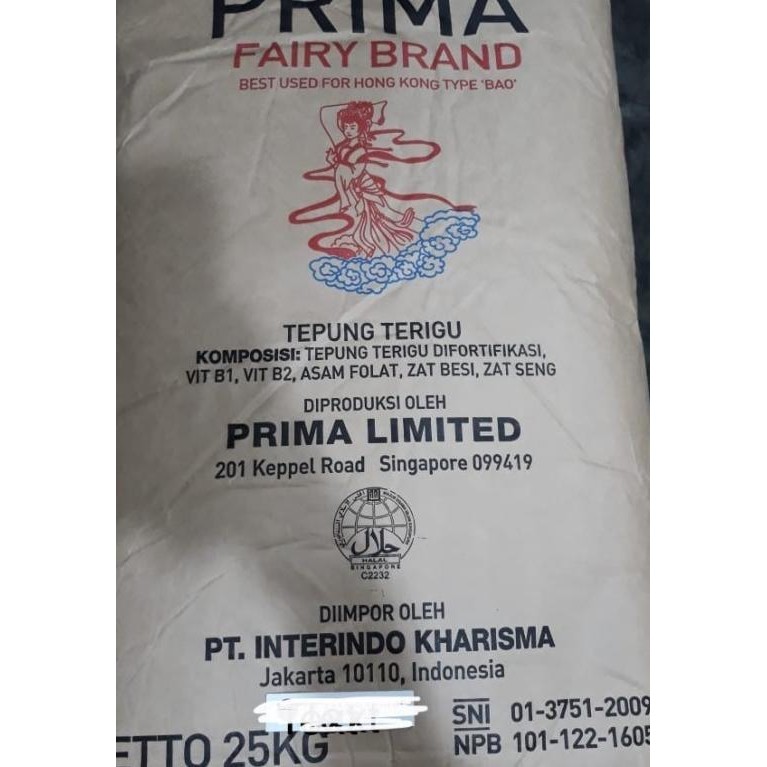 PRIMA
FAIRY BRAND
BEST USED FOR HONG KONG TYPE 'BAO'
TEPUNG TERIGU
KOMPOSISI: TEPUNG TERIGU DIFORTIFIKASI,
VIT B1, VIT B2, ASAM FOLAT, ZAT BESI, ZAT SENG
DIPRODUKSI OLEH
PRIMA LIMITED
201 Keppel Road Singapore 099419
حلال
HALAL
SINGAPORE
C2232
DIIMPOR OLEH
PT. INTERINDO KHARISMA
Jakarta 10110, Indonesia
ETTO 25KG
SNI 01-3751-2009
NPB 101-122-1605